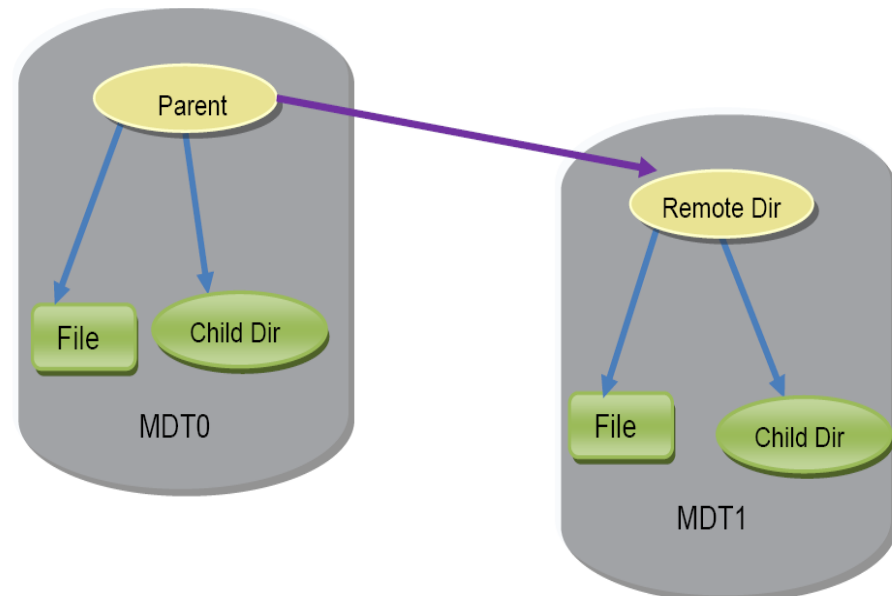 Parent
Remote Dir
File
Child Dir
MDT0
File
Child Dir
MDT1